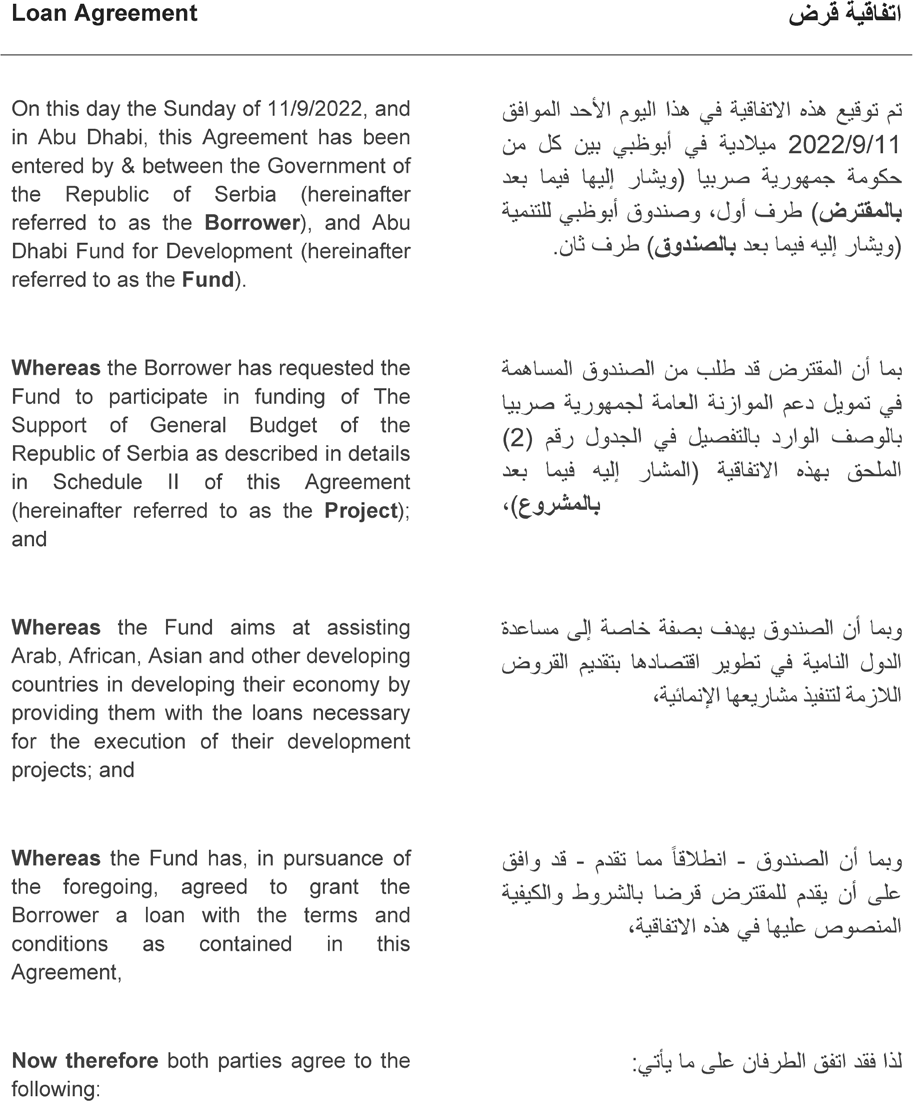 Loan Agreement
اتفاقية قرض
On this day the Sunday of 11/9/2022, and
in Abu Dhabi, this Agreement has been
entered by & between the Government of
the Republic of Serbia (hereinafter
referred to as the Borrower), and Abu
Dhabi Fund for Development (hereinafter
referred to as the Fund).
تم توقيع هذه الاتفاقية في هذا اليوم الأحد الموافق
2022/9/11 ميلادية في أبوظبي بين كل من
حكومة جمهورية صربيا (ويشار إليها فيما بعد
بالمقترض) طرف أول، وصندوق أبوظبي للتنمية
(ويشار إليه فيما بعد بالصندوق) طرف ثان.
Whereas the Borrower has requested the
Fund to participate in funding of The
Support of General Budget of the
Republic of Serbia as described in details
in Schedule II of this Agreement
(hereinafter referred to as the Project);
and
بما أن المقترض قد طلب من الصندوق المساهمة
في تمويل دعم الموازنة العامة لجمهورية صربيا
بالوصف الوارد بالتفصيل في الجدول رقم (2)
الملحق بهذه الاتفاقية (المشار إليه فيما بعد
بالمشروع)،
Whereas the Fund aims at assisting
Arab, African, Asian and other developing
countries in developing their economy by
providing them with the loans necessary
for the execution of their development
projects; and
وبما أن الصندوق يهدف بصفة خاصة إلى مساعدة
الدول النامية في تطوير اقتصادها بتقديم القروض
اللازمة لتنفيذ مشاريعها الإنمائية،
Whereas the Fund has, in pursuance of
the foregoing, agreed to grant the
Borrower a loan with the terms and
conditions as contained in this
Agreement,
وبما أن الصندوق - انطلاقاً مما تقدم - قد وافق
على أن يقدم للمقترض قرضا بالشروط والكيفية
المنصوص عليها في هذه الاتفاقية،
Now therefore both parties agree to the
following:
لذا فقد اتفق الطرفان على ما يأتي: